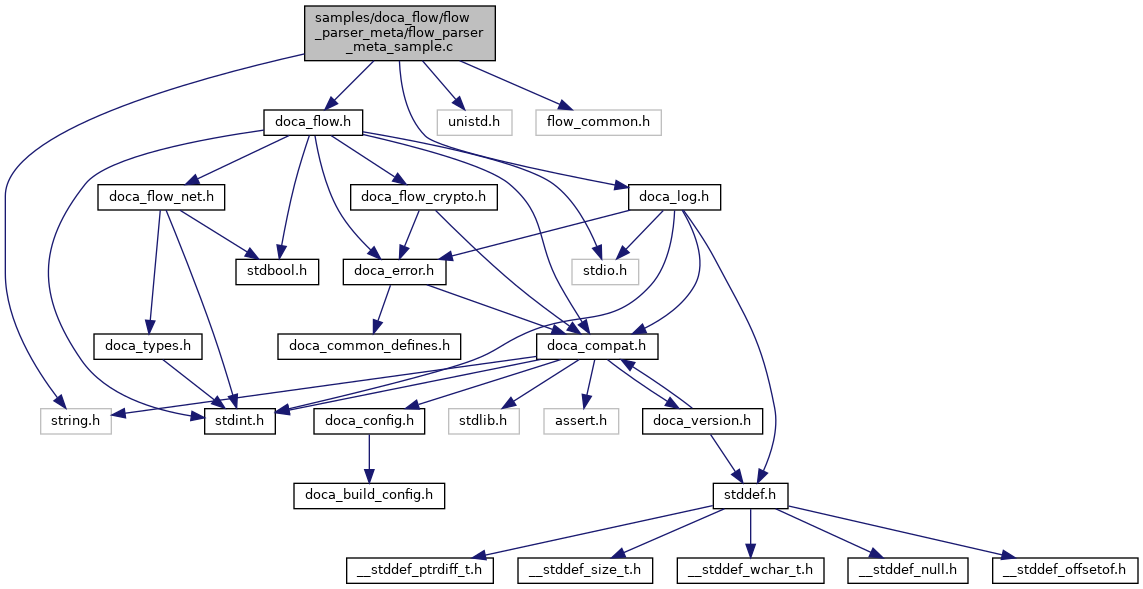 samples/doca_flow/flow
_parser_meta/flow_parser
_meta_sample.c
doca_flow.h
unistd.h
flow_common.h
doca_flow_net.h
doca_flow_crypto.h
doca_log.h
stdbool.h
doca_error.h
stdio.h
doca_types.h
doca_common_defines.h
doca_compat.h
string.h
stdint.h
doca_config.h
stdlib.h
assert.h
doca_version.h
doca_build_config.h
stddef.h
__stddef_ptrdiff_t.h
__stddef_size_t.h
__stddef_wchar_t.h
__stddef_null.h
__stddef_offsetof.h